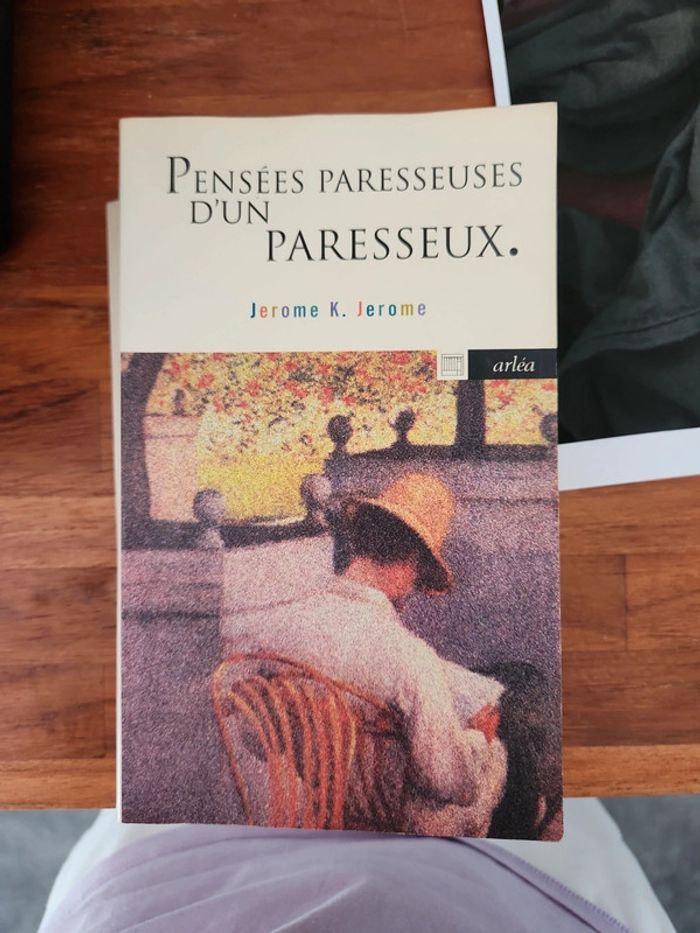 PENSÉES PARESSEUSES
D'UN
PARESSEUX.
Jerome K. Jerome
arléa